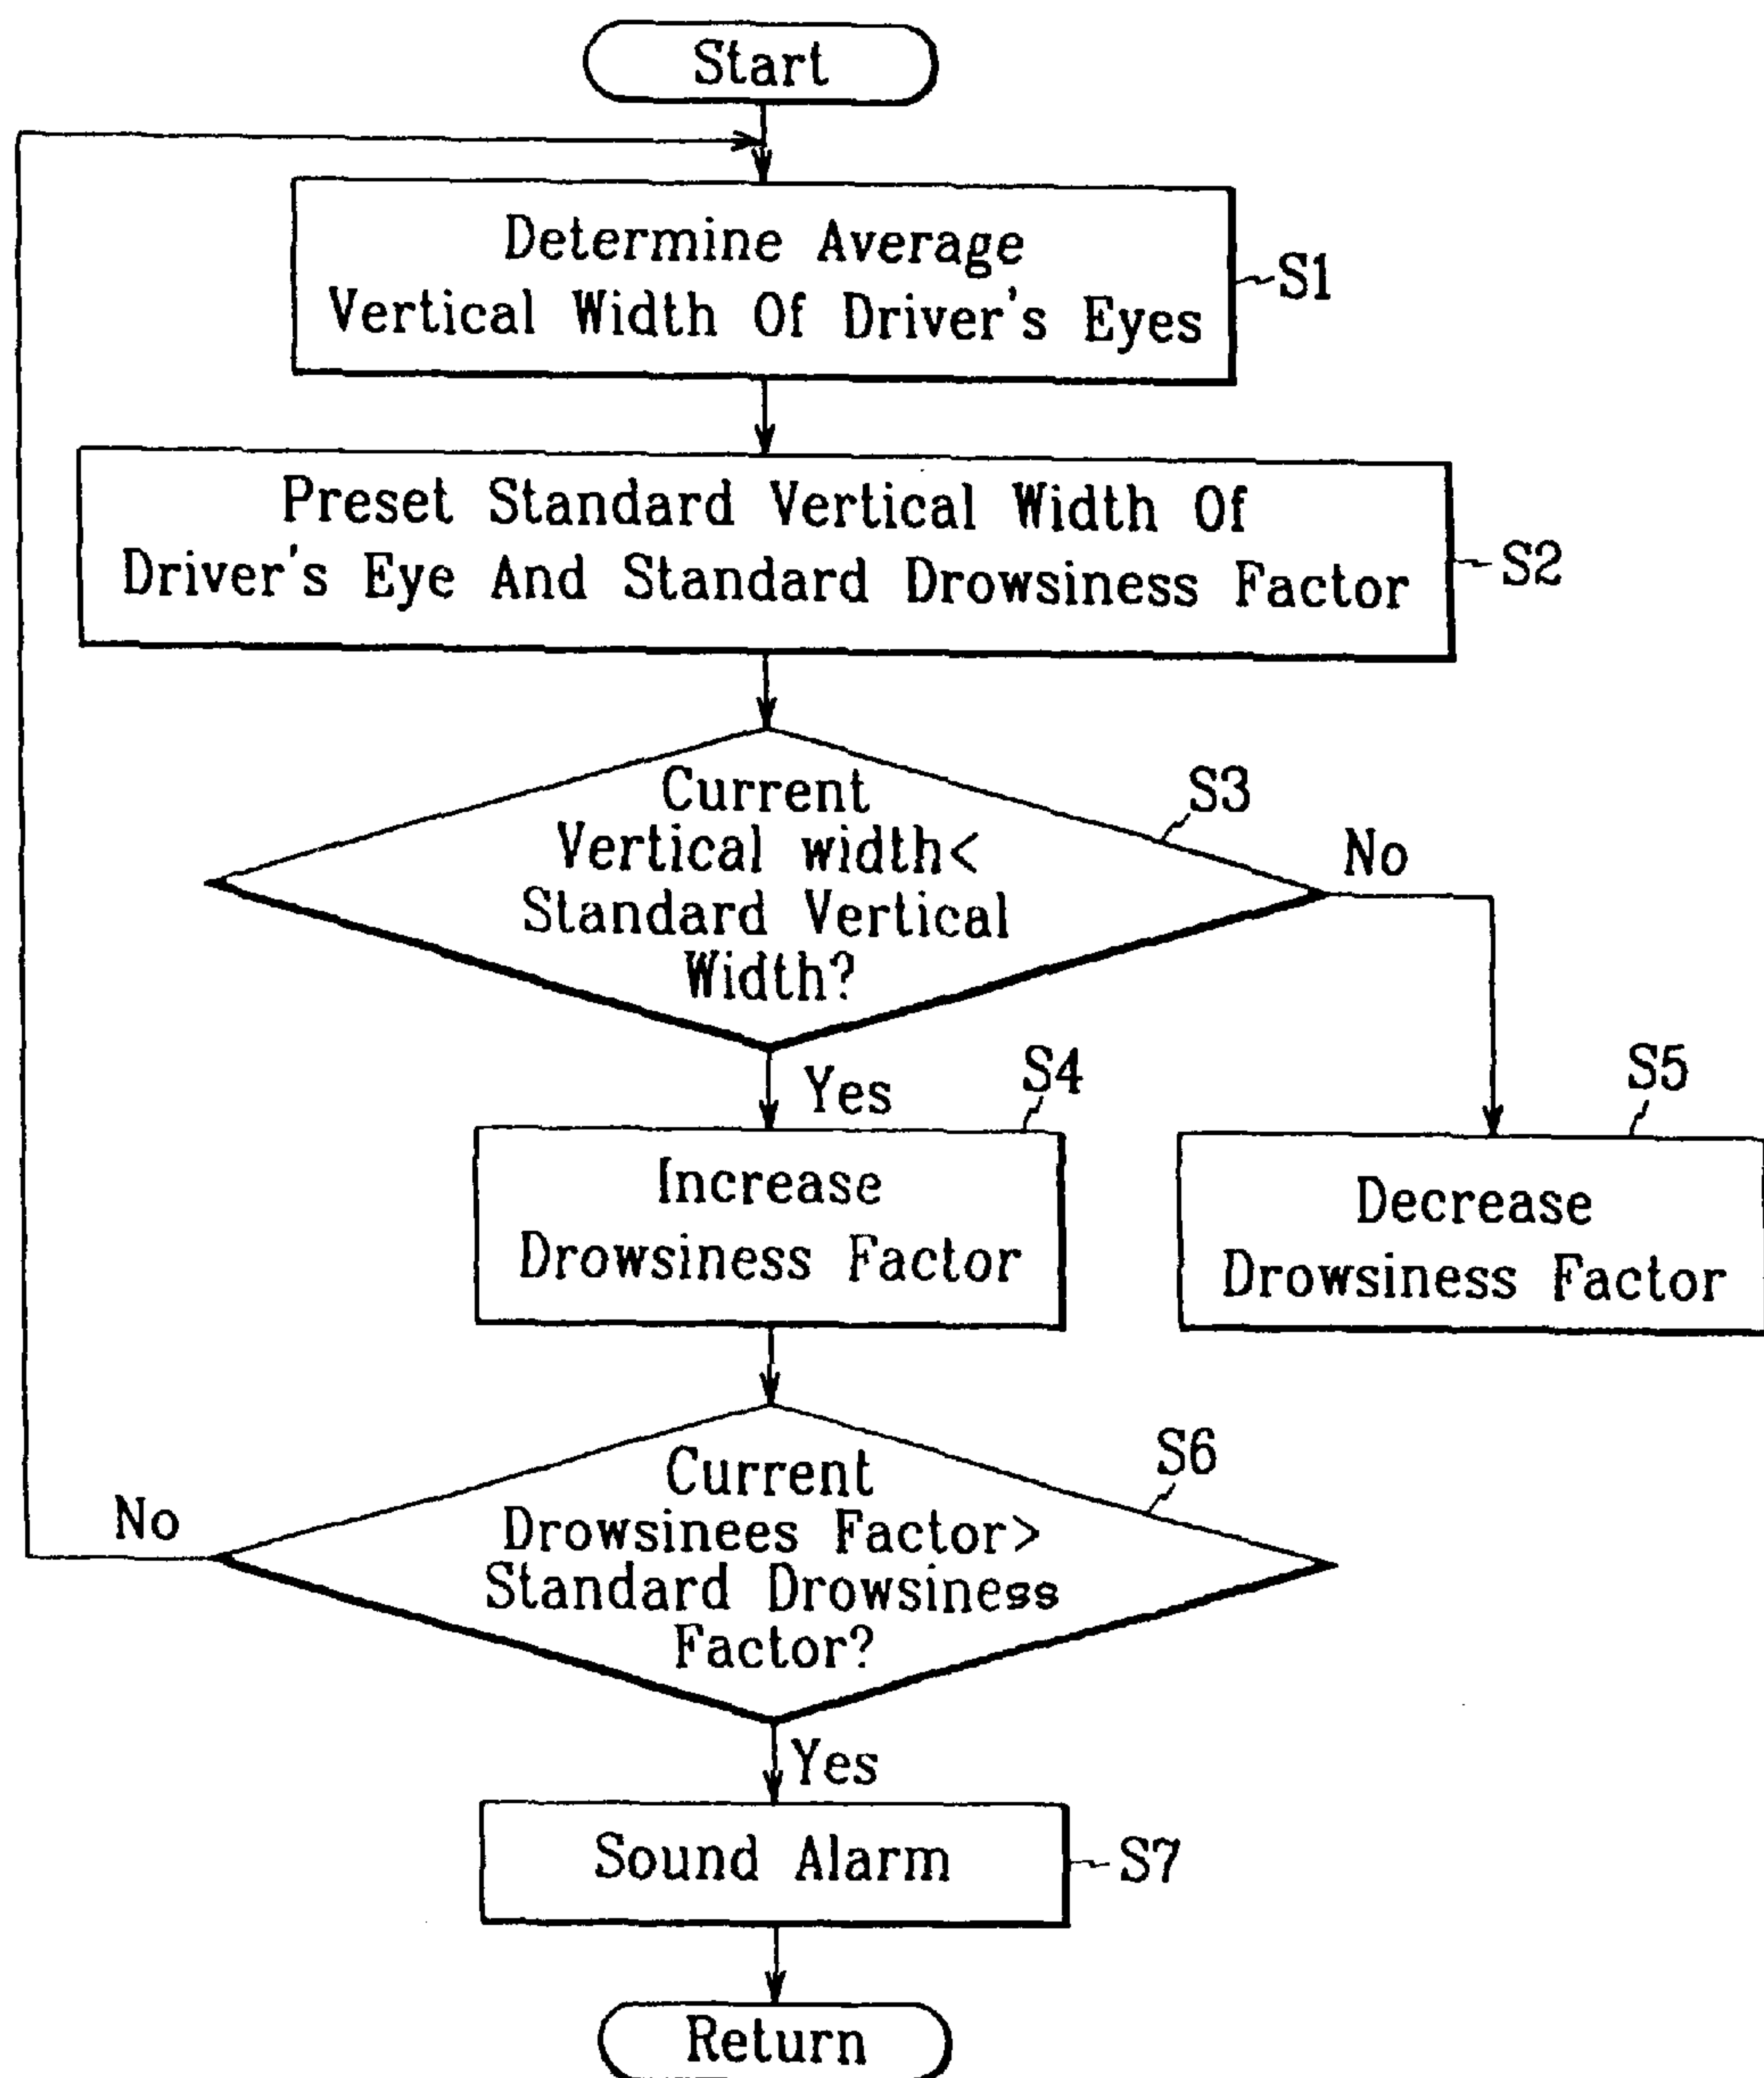 Start
Determine Average
Vertical Width Of Driver's Eyes
S1
Preset Standard Vertical Width Of
Driver's Eye And Standard Drowsiness Factor
S2
Current
Vertical width<
Standard Vertical
Width?
S3
No
Yes
S4
Increase
Drowsiness Factor
S5
Decrease
Drowsiness Factor
Current
Drowsinees Factor>
Standard Drowsiness
Factor?
S6
No
Yes
Sound Alarm
S7
Return